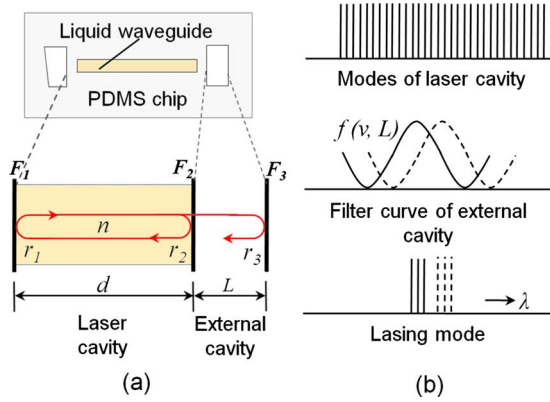 Liquid waveguide
PDMS chip
F1 F2 F3
n
r1 r2 r3
d L
Laser cavity
External cavity
(a)
Modes of laser cavity
f(ν, L)
Filter curve of external
cavity
λ
Lasing mode
(b)